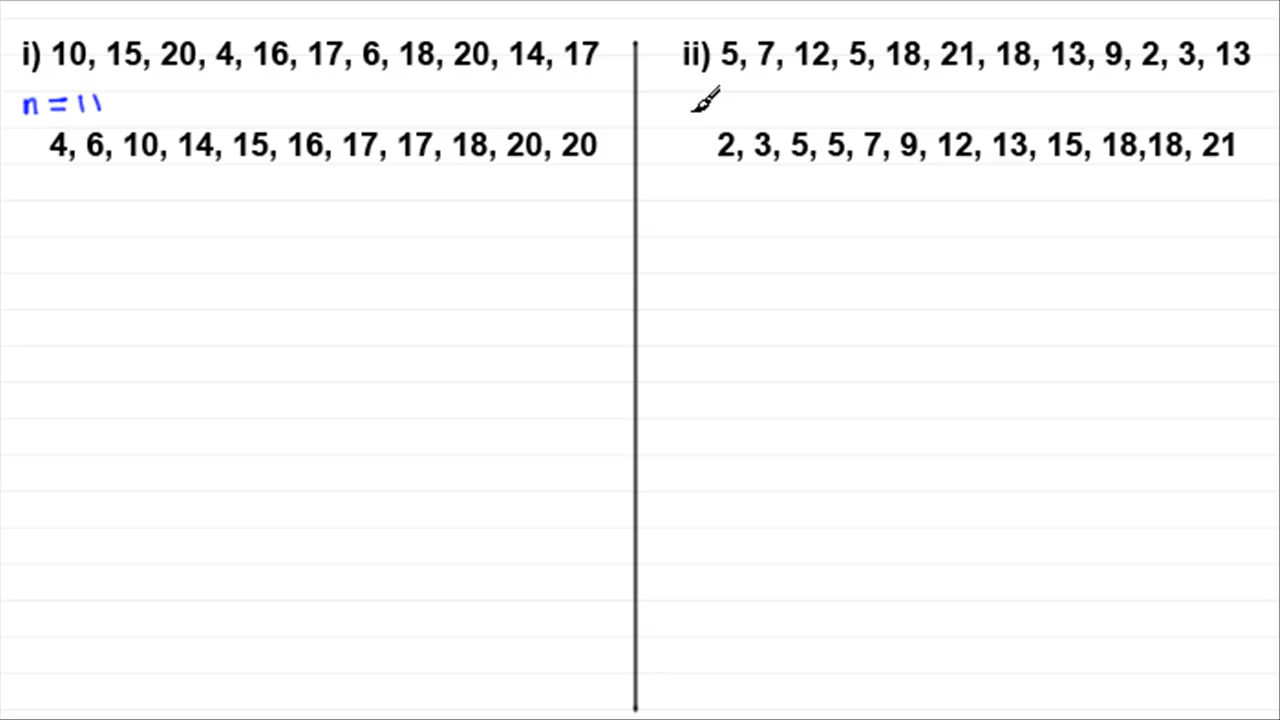 i) 10, 15, 20, 4, 16, 17, 6, 18, 20, 14, 17
n = 11
4, 6, 10, 14, 15, 16, 17, 17, 18, 20, 20
ii) 5, 7, 12, 5, 18, 21, 18, 13, 9, 2, 3, 13
2, 3, 5, 5, 7, 9, 12, 13, 15, 18,18, 21